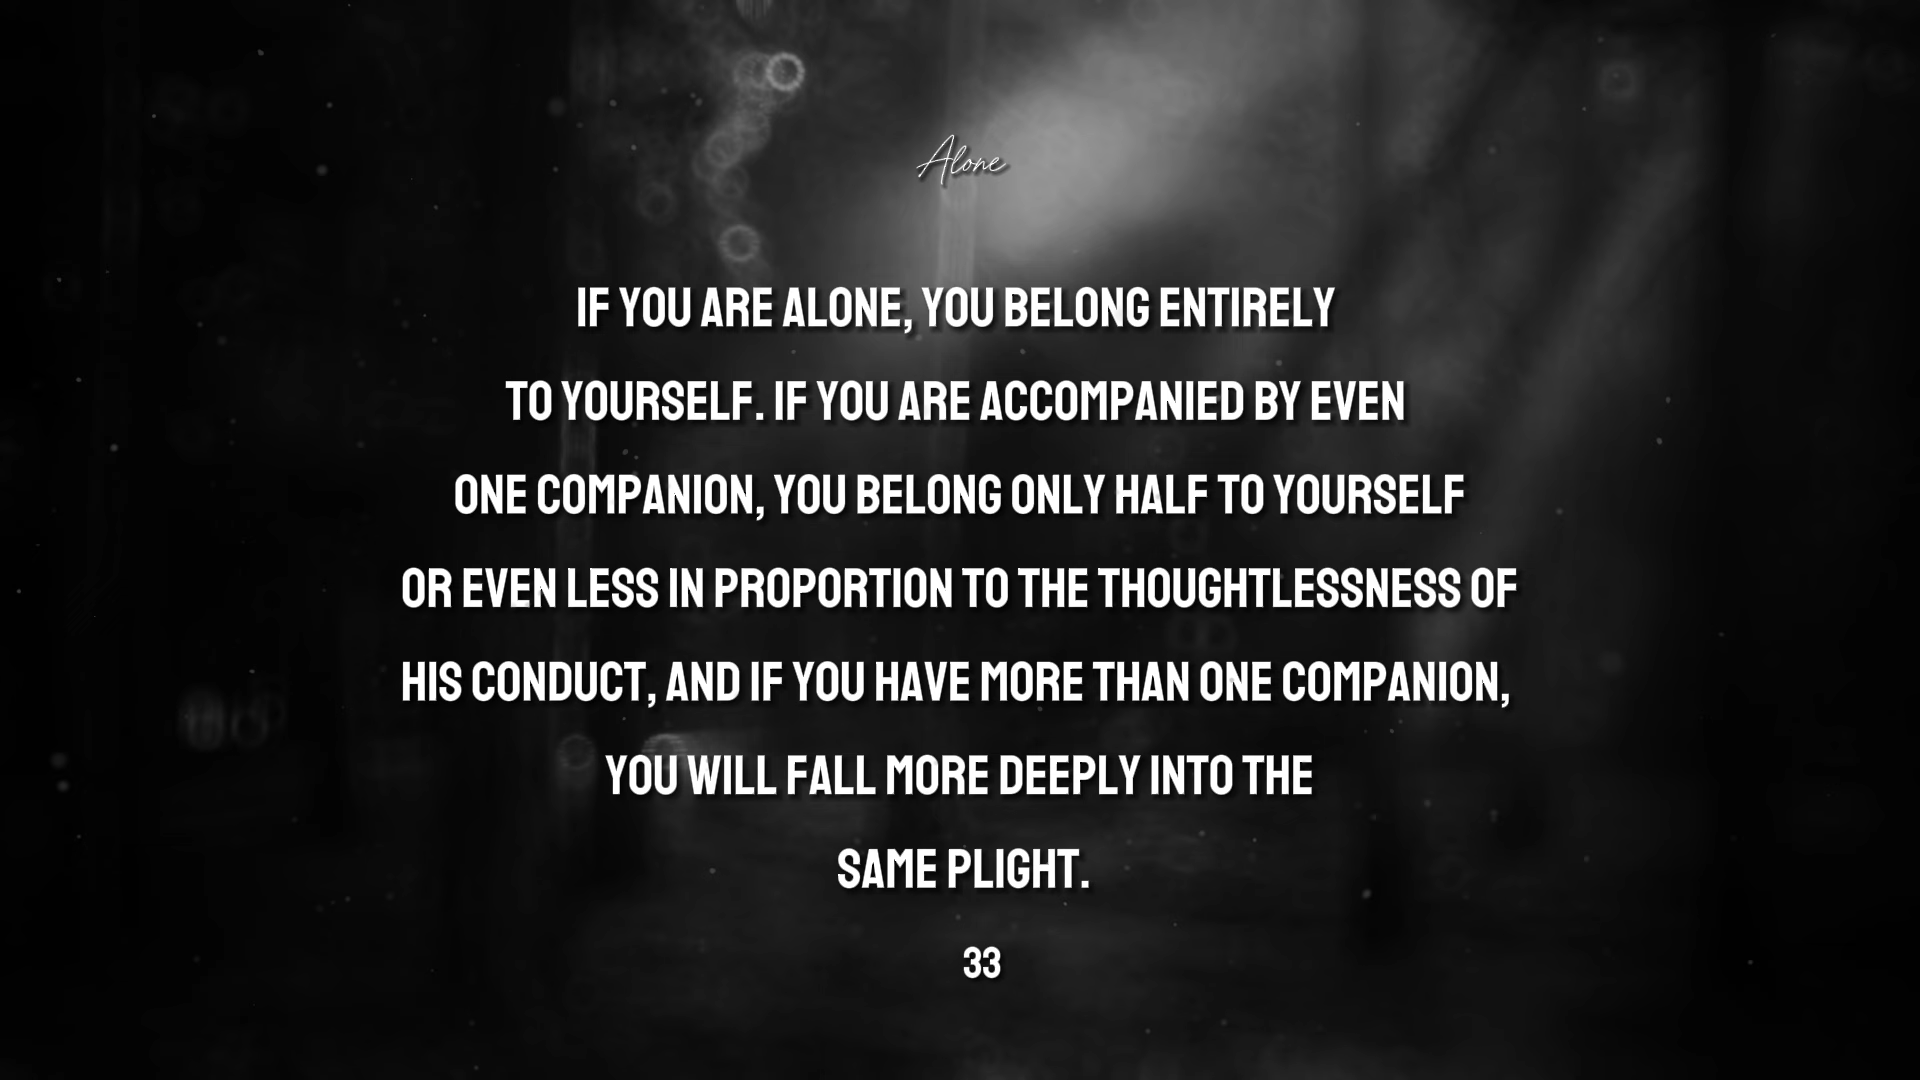 Alone
IF YOU ARE ALONE, YOU BELONG ENTIRELY
TO YOURSELF. IF YOU ARE ACCOMPANIED BY EVEN
ONE COMPANION, YOU BELONG ONLY HALF TO YOURSELF
OR EVEN LESS IN PROPORTION TO THE THOUGHTLESSNESS OF
HIS CONDUCT, AND IF YOU HAVE MORE THAN ONE COMPANION,
YOU WILL FALL MORE DEEPLY INTO THE
SAME PLIGHT.
33